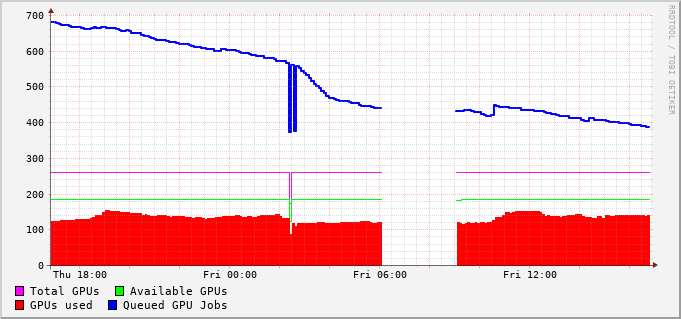 RRDTOOL / TOBI OETIKER
700
600
500
400
300
200
100
0
Thu 18:00 Fri 00:00 Fri 06:00 Fri 12:00
Total GPUs Available GPUs
GPUs used Queued GPU Jobs